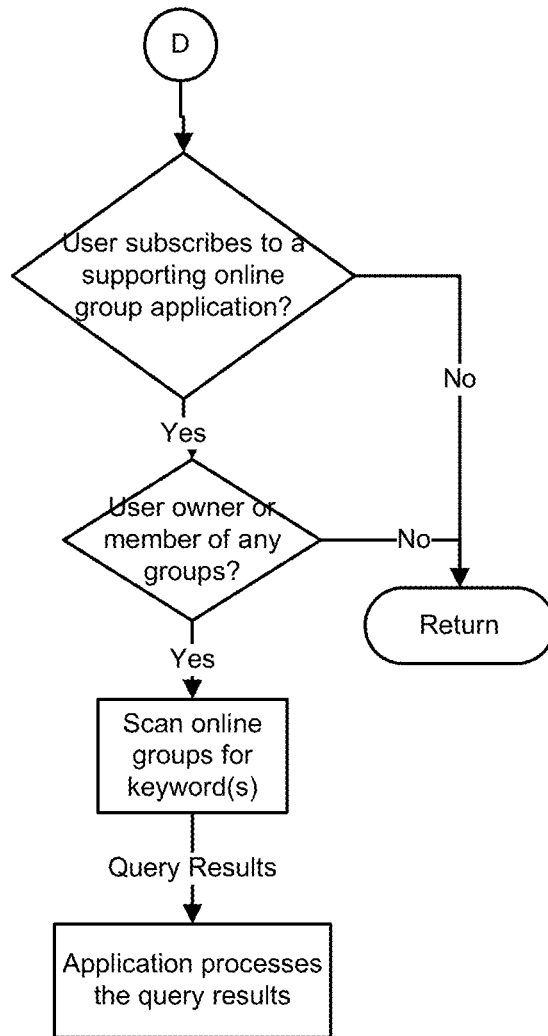 D
User subscribes to a
supporting online
group application?
No
Yes
User owner or
member of any
groups?
No
Return
Yes
Scan online
groups for
keyword(s)
Query Results
Application processes
the query results